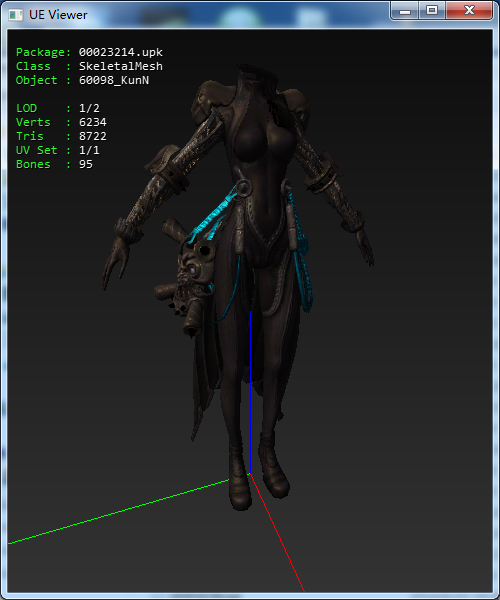 UE Viewer
Package: 00023214.upk
Class : SkeletalMesh
Object : 60098_KunN
LOD : 1/2
Verts : 6234
Tris : 8722
UV Set : 1/1
Bones : 95